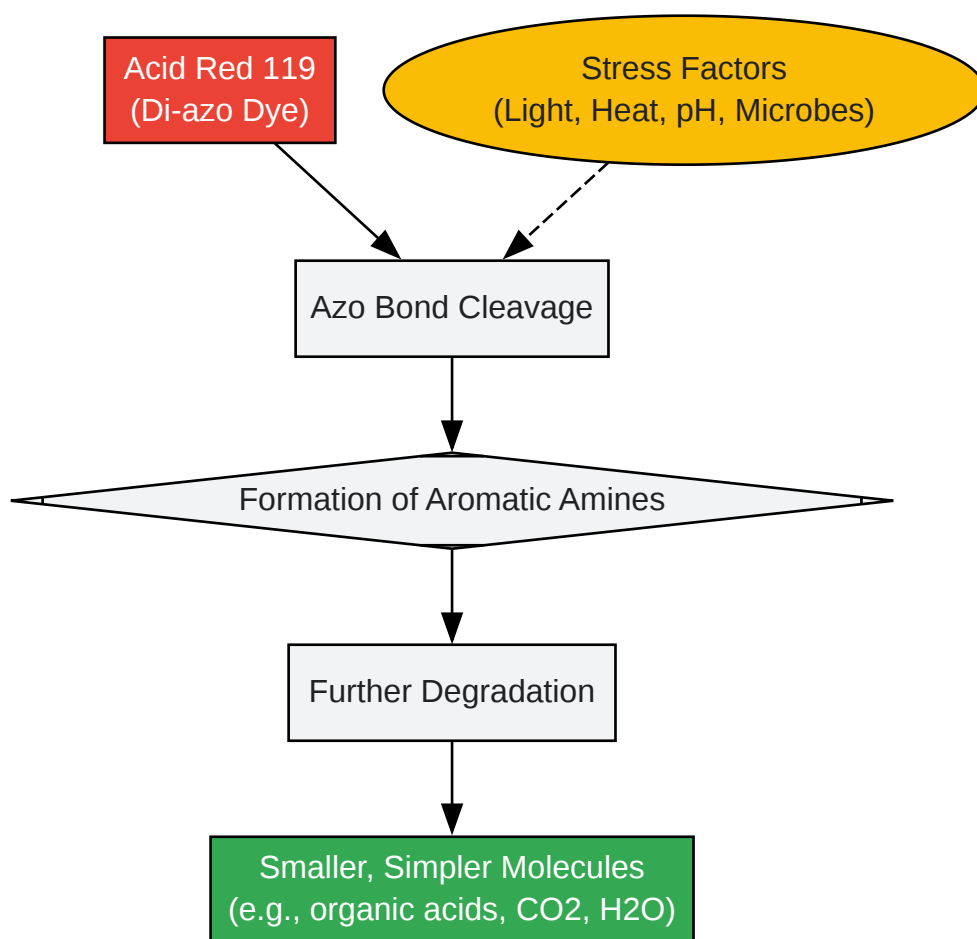 Acid Red 119
(Di-azo Dye)
Stress Factors
(Light, Heat, pH, Microbes)
Azo Bond Cleavage
Formation of Aromatic Amines
Further Degradation
Smaller, Simpler Molecules
(e.g., organic acids, CO2, H2O)